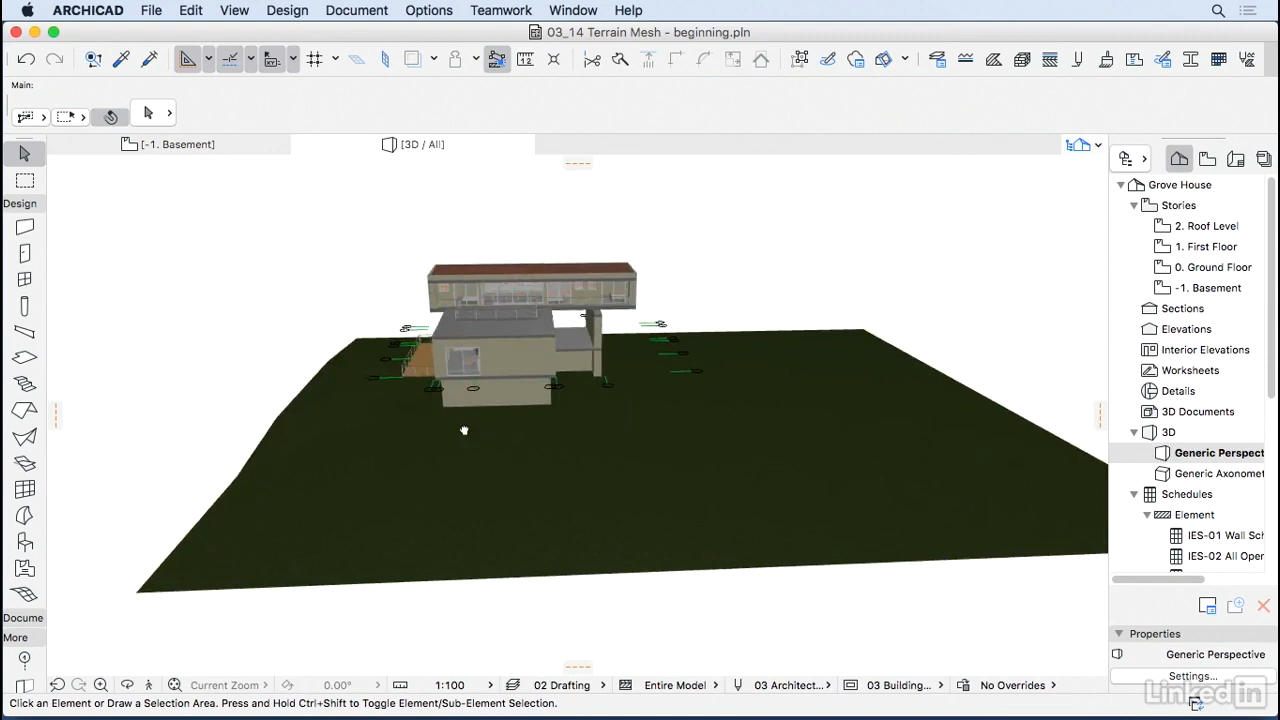 ARCHICAD File Edit View Design Document Options Teamwork Window Help
03_14 Terrain Mesh - beginning.pln
Main:
[-1. Basement]
[3D / All]
Design
Docume
More
Grove House
Stories
2. Roof Level
1. First Floor
0. Ground Floor
-1. Basement
Sections
Elevations
Interior Elevations
Worksheets
Details
3D Documents
3D
Generic Perspect
Generic Axonomet
Schedules
Element
IES-01 Wall Sch
IES-02 All Oper
Properties
Generic Perspective
Settings...
Current Zoom
0.00°
1:100
02 Drafting
Entire Model
03 Architect...
03 Building...
No Overrides
Click an Element or Draw a Selection Area. Press and Hold Ctrl+Shift to Toggle Element/Sub-Element Selection.
Linked in